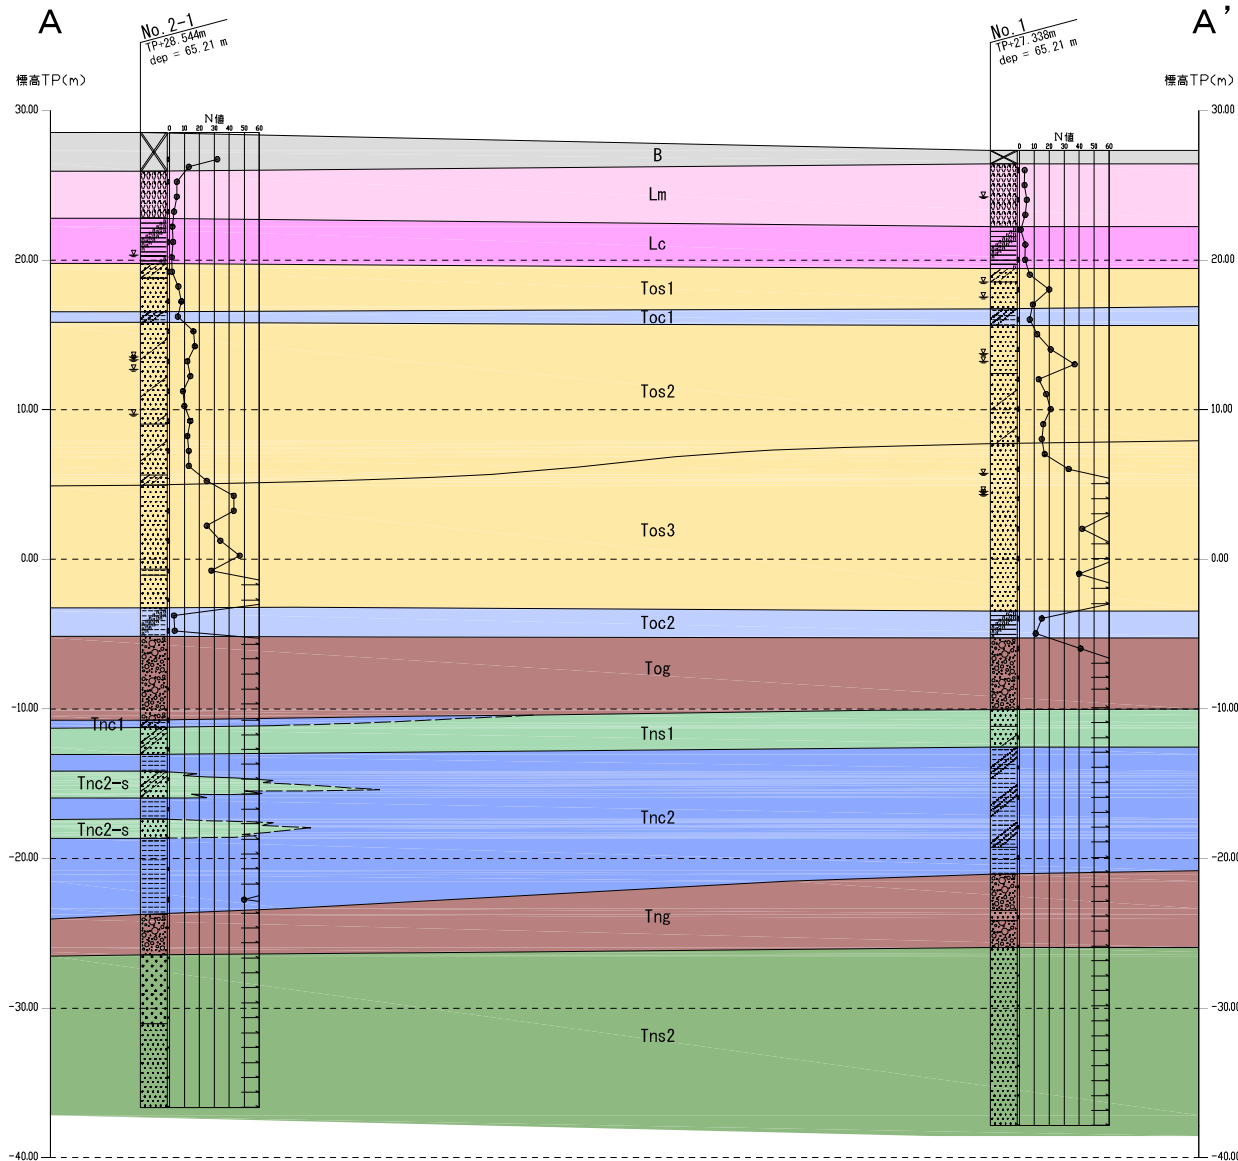 A
A'
No. 2-1
TP+28.544m
dep = 65.21 m
No. 1
TP+27.338m
dep = 65.21 m
標高TP(m)
標高TP(m)
30.00
30.00
N値
0 10 20 30 40 50 60
N値
0 10 20 30 40 50 60
B
Lm
Lc
20.00
20.00
Tos1
Toc1
Tos2
10.00
10.00
Tos3
0.00
0.00
Toc2
Tog
-10.00
-10.00
Tnc1
Tns1
Tnc2-s
Tnc2
Tnc2-s
-20.00
-20.00
Tng
-30.00
-30.00
Tns2
-40.00
-40.00